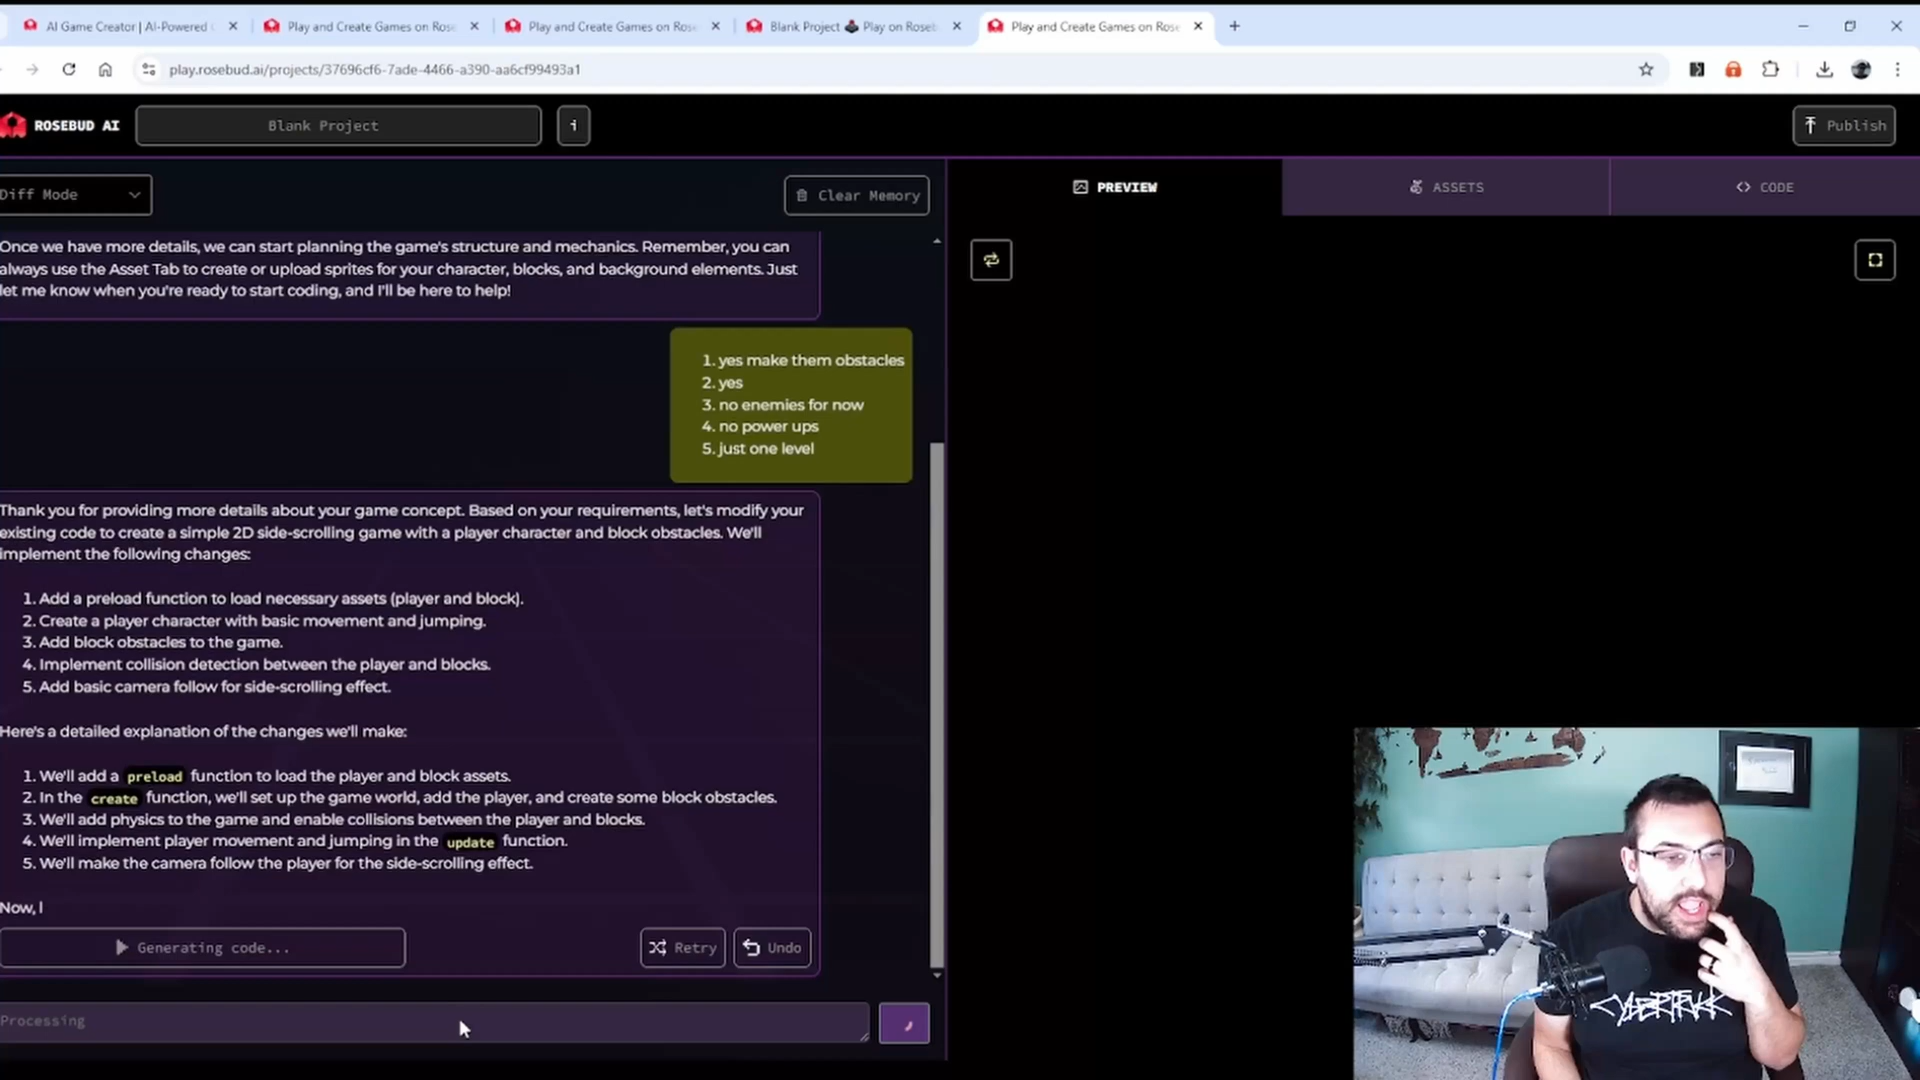 AI Game Creator | AI-Powered
Play and Create Games on Rose
Play and Create Games on Rose
Blank Project
Play on Roseb
Play and Create Games on Rose
play.rosebud.ai/projects/37696cf6-7ade-4466-a390-aa6cf99493a1
ROSEBUD AI
Blank Project
i
Publish
Diff Mode
Clear Memory
PREVIEW
ASSETS
CODE
Once we have more details, we can start planning the game's structure and mechanics. Remember, you can
always use the Asset Tab to create or upload sprites for your character, blocks, and background elements. Just
let me know when you're ready to start coding, and I'll be here to help!
1. yes make them obstacles
2. yes
3. no enemies for now
4. no power ups
5. just one level
Thank you for providing more details about your game concept. Based on your requirements, let's modify your
existing code to create a simple 2D side-scrolling game with a player character and block obstacles. We'll
implement the following changes:
1. Add a preload function to load necessary assets (player and block).
2. Create a player character with basic movement and jumping.
3. Add block obstacles to the game.
4. Implement collision detection between the player and blocks.
5. Add basic camera follow for side-scrolling effect.
Here's a detailed explanation of the changes we'll make:
1. We'll add a preload function to load the player and block assets.
2. In the create function, we'll set up the game world, add the player, and create some block obstacles.
3. We'll add physics to the game and enable collisions between the player and blocks.
4. We'll implement player movement and jumping in the update function.
5. We'll make the camera follow the player for the side-scrolling effect.
Now, l
Generating code...
Retry
Undo
Processing
CYBERTRUCK